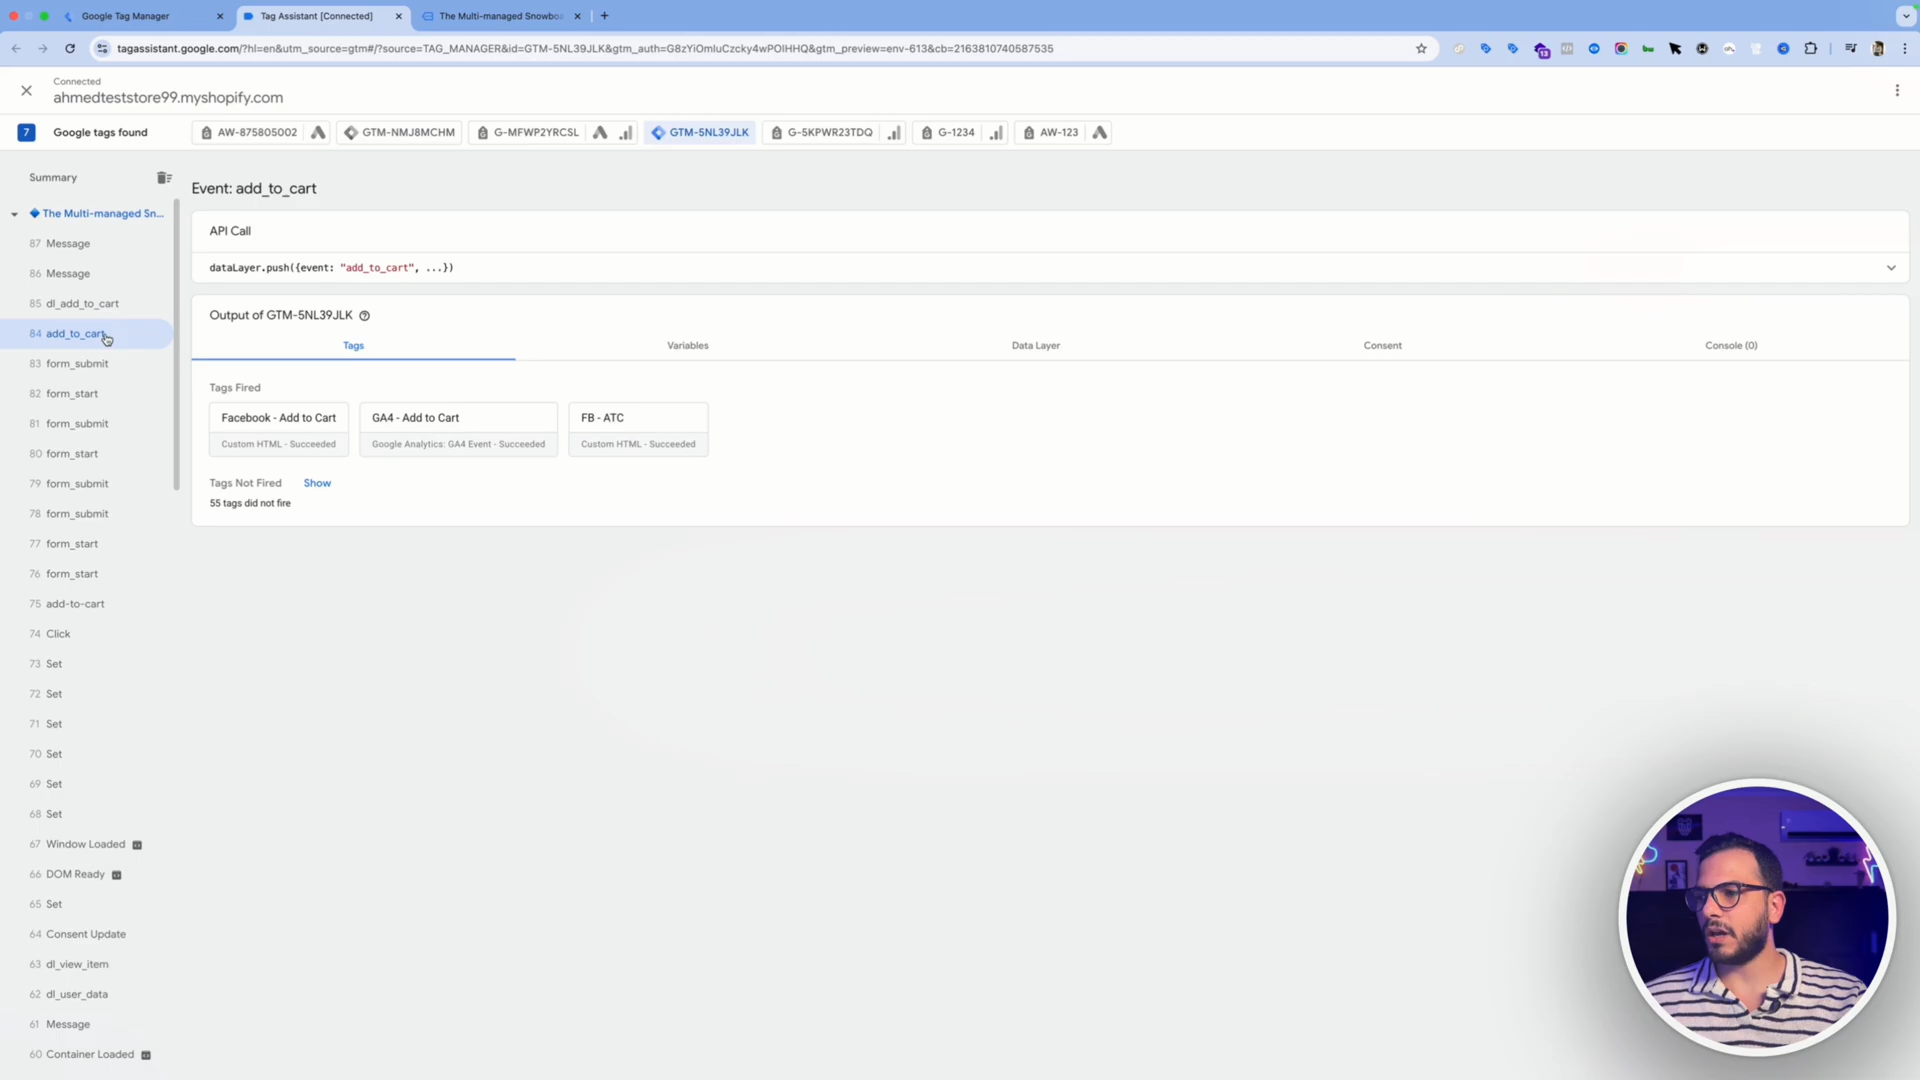 Google Tag Manager
Tag Assistant [Connected]
The Multi-managed Snowboa
tagassistant.google.com/?hl=en&utm_source=gtm#/?source=TAG_MANAGER&id=GTM-5NL39JLK&gtm_auth=G8zYiOmluCzcky4wPOlHHQ&gtm_preview=env-613&cb=2163810740587535
13
Connected
ahmedteststore99.myshopify.com
7
Google tags found
AW-875805002
GTM-NMJ8MCHM
G-MFWP2YRCSL
GTM-5NL39JLK
G-5KPWR23TDQ
G-1234
AW-123
Summary
The Multi-managed Sn...
87 Message
86 Message
85 dl_add_to_cart
84 add_to_cart
83 form_submit
82 form_start
81 form_submit
80 form_start
79 form_submit
78 form_submit
77 form_start
76 form_start
75 add-to-cart
74 Click
73 Set
72 Set
71 Set
70 Set
69 Set
68 Set
67 Window Loaded
66 DOM Ready
65 Set
64 Consent Update
63 dl_view_item
62 dl_user_data
61 Message
60 Container Loaded
Event: add_to_cart
API Call
dataLayer.push({event: "add_to_cart", ...})
Output of GTM-5NL39JLK
Tags
Variables
Data Layer
Consent
Console (0)
Tags Fired
Facebook - Add to Cart
Custom HTML - Succeeded
GA4 - Add to Cart
Google Analytics: GA4 Event - Succeeded
FB - ATC
Custom HTML - Succeeded
Tags Not Fired Show
55 tags did not fire